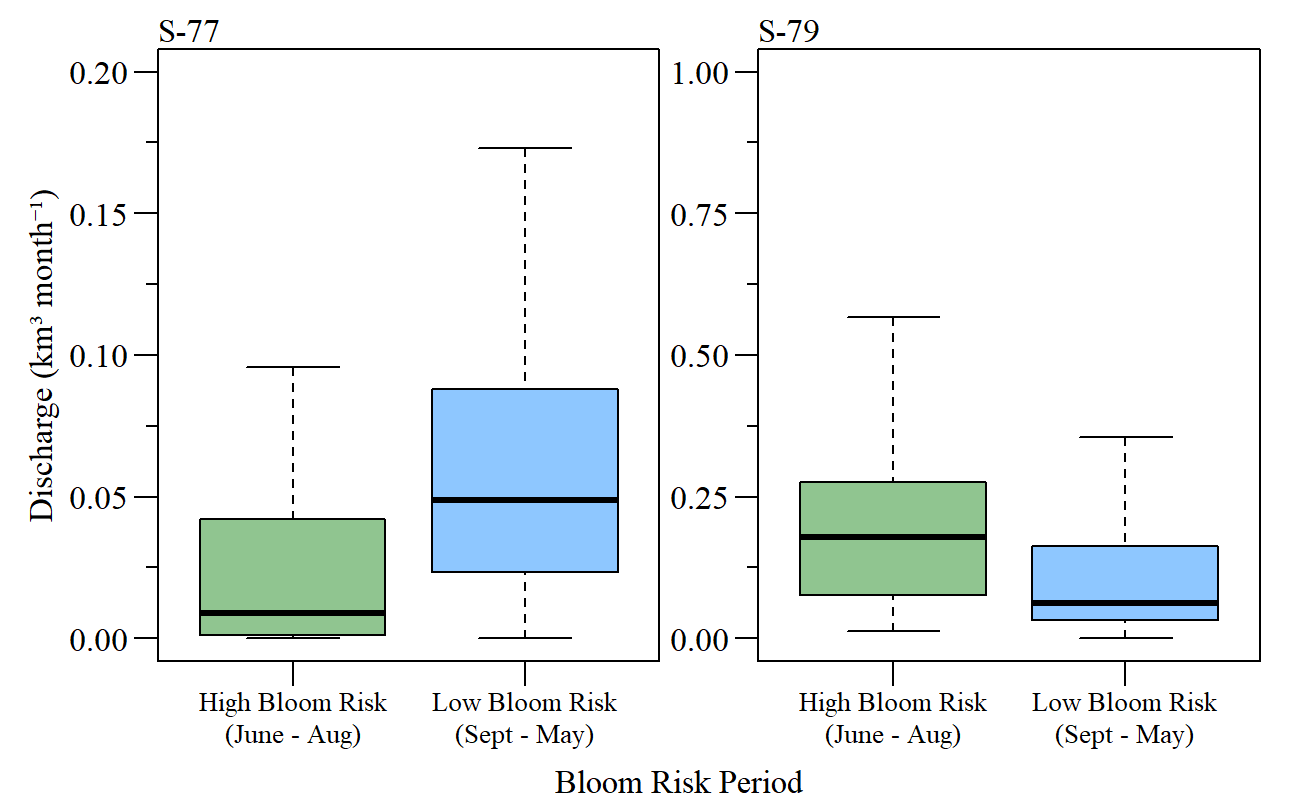 S-77
S-79
Discharge (km³ month⁻¹)
0.20
0.15
0.10
0.05
0.00
1.00
0.75
0.50
0.25
0.00
High Bloom Risk
(June - Aug)
Low Bloom Risk
(Sept - May)
High Bloom Risk
(June - Aug)
Low Bloom Risk
(Sept - May)
Bloom Risk Period